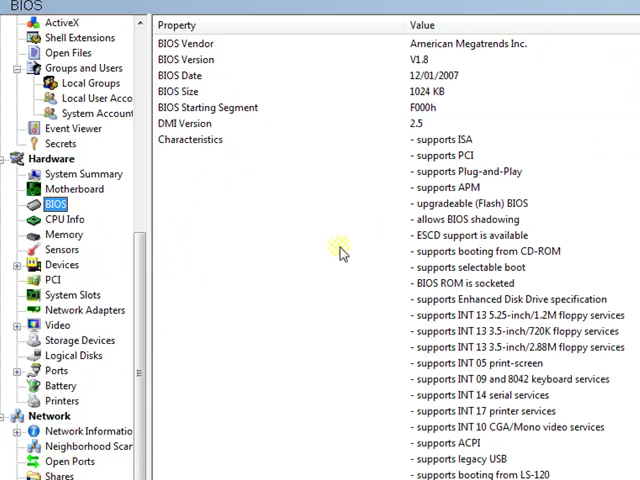 BIOS
ActiveX
Shell Extensions
Open Files
Groups and Users
Local Groups
Local User Acco
System Account
Event Viewer
Secrets
Hardware
System Summary
Motherboard
BIOS
CPU Info
Memory
Sensors
Devices
PCI
System Slots
Network Adapters
Video
Storage Devices
Logical Disks
Ports
Battery
Printers
Network
Network Informatio
Neighborhood Scar
Open Ports
Shares
Property Value
BIOS Vendor American Megatrends Inc.
BIOS Version V1.8
BIOS Date 12/01/2007
BIOS Size 1024 KB
BIOS Starting Segment F000h
DMI Version 2.5
Characteristics - supports ISA
- supports PCI
- supports Plug-and-Play
- supports APM
- upgradeable (Flash) BIOS
- allows BIOS shadowing
- ESCD support is available
- supports booting from CD-ROM
- supports selectable boot
- BIOS ROM is socketed
- supports Enhanced Disk Drive specification
- supports INT 13 5.25-inch/1.2M floppy services
- supports INT 13 3.5-inch/720K floppy services
- supports INT 13 3.5-inch/2.88M floppy services
- supports INT 05 print-screen
- supports INT 09 and 8042 keyboard services
- supports INT 14 serial services
- supports INT 17 printer services
- supports INT 10 CGA/Mono video services
- supports ACPI
- supports legacy USB
- supports booting from LS-120